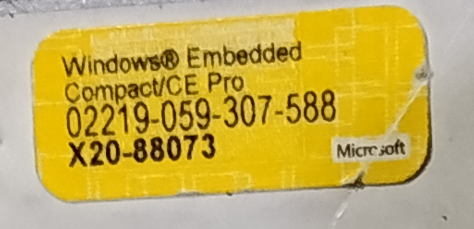 Windows® Embedded
Compact/CE Pro
02219-059-307-588
X20-88073
Microsoft